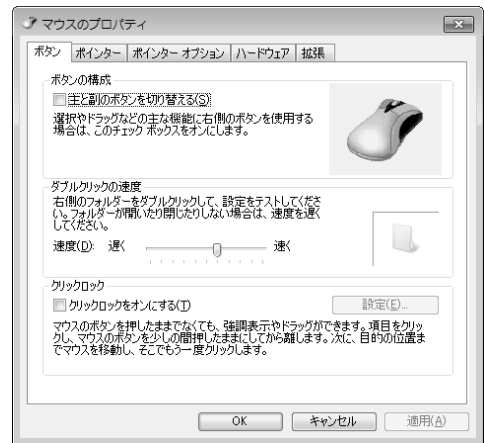 マウスのプロパティ
ボタン ポインター ポインター オプション ハードウェア 拡張
ボタンの構成
主と副のボタンを切り替える(S)
選択やドラッグなどの主な機能に右側のボタンを使用する
場合は、このチェック ボックスをオンにします。
ダブルクリックの速度
右側のフォルダーをダブルクリックして、設定をテストしてくださ
い。フォルダーが開いたり閉じたりしない場合は、速度を遅く
してください。
速度(D): 遅く 速く
クリックロック
クリックロックをオンにする(T) 設定(E)...
マウスのボタンを押したままでなくても、強調表示やドラッグができます。項目をクリッ
クし、マウスのボタンを少しの間押したままにしてから離します。次に、目的の位置ま
でマウスを移動し、そこでもう一度クリックします。
OK キャンセル 適用(A)